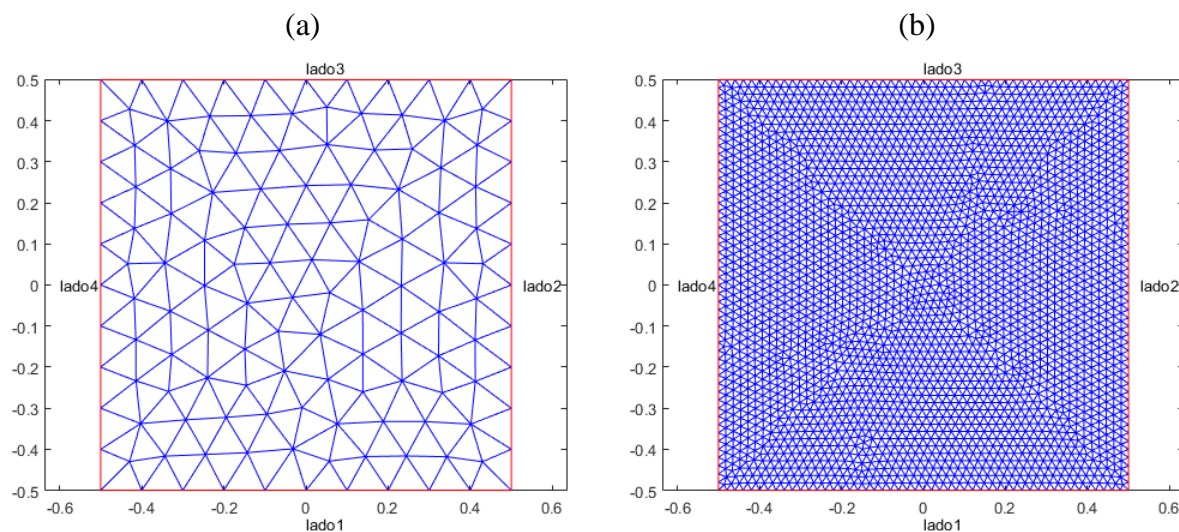 (a) (b)
lado3 lado3
0.5 0.5
0.4 0.4
0.3 0.3
0.2 0.2
0.1 0.1
0 lado4 lado2 0 lado4 lado2
-0.1 -0.1
-0.2 -0.2
-0.3 -0.3
-0.4 -0.4
-0.5 -0.5
-0.6 -0.4 -0.2 0 0.2 0.4 0.6 -0.6 -0.4 -0.2 0 0.2 0.4 0.6
lado1 lado1